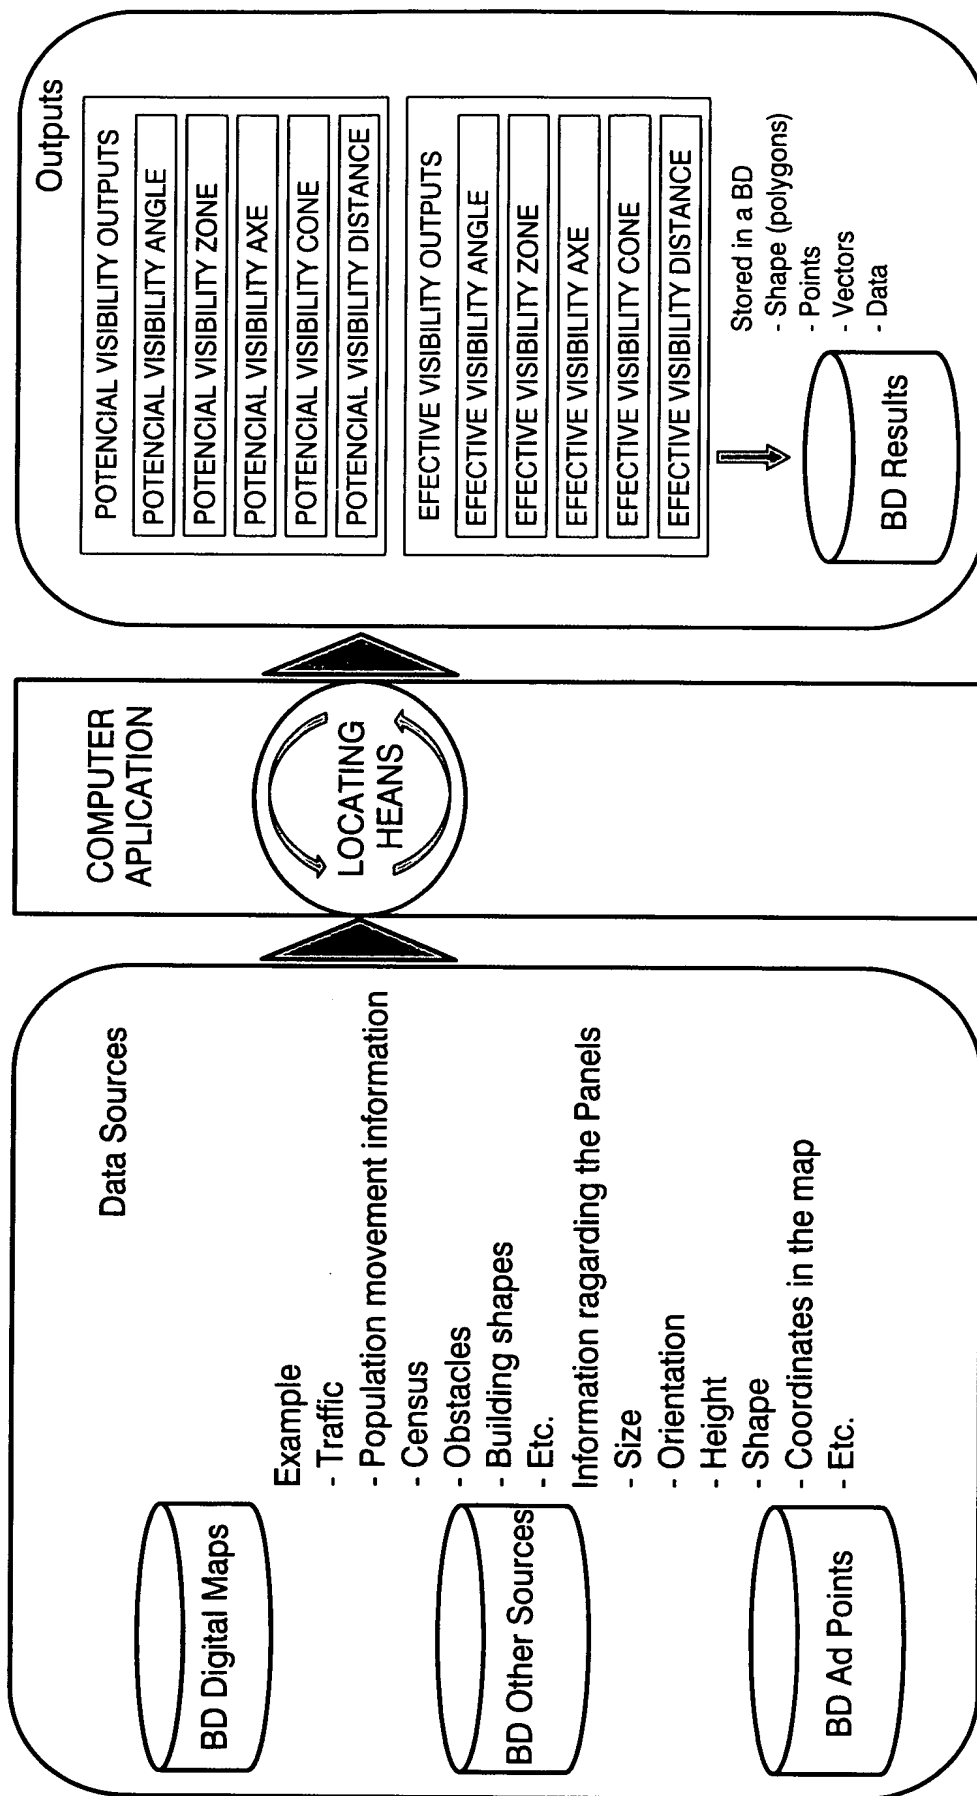 Data Sources
BD Digital Maps
Example
- Traffic
- Population movement information
- Census
- Obstacles
- Building shapes
- Etc.
BD Other Sources
Information ragarding the Panels
- Size
- Orientation
- Height
- Shape
- Coordinates in the map
- Etc.
BD Ad Points
COMPUTER
APLICATION
LOCATING
HEANS
Outputs
POTENCIAL VISIBILITY OUTPUTS
POTENCIAL VISIBILITY ANGLE
POTENCIAL VISIBILITY ZONE
POTENCIAL VISIBILITY AXE
POTENCIAL VISIBILITY CONE
POTENCIAL VISIBILITY DISTANCE
EFECTIVE VISIBILITY OUTPUTS
EFECTIVE VISIBILITY ANGLE
EFECTIVE VISIBILITY ZONE
EFECTIVE VISIBILITY AXE
EFECTIVE VISIBILITY CONE
EFECTIVE VISIBILITY DISTANCE
Stored in a BD
- Shape (polygons)
- Points
- Vectors
- Data
BD Results